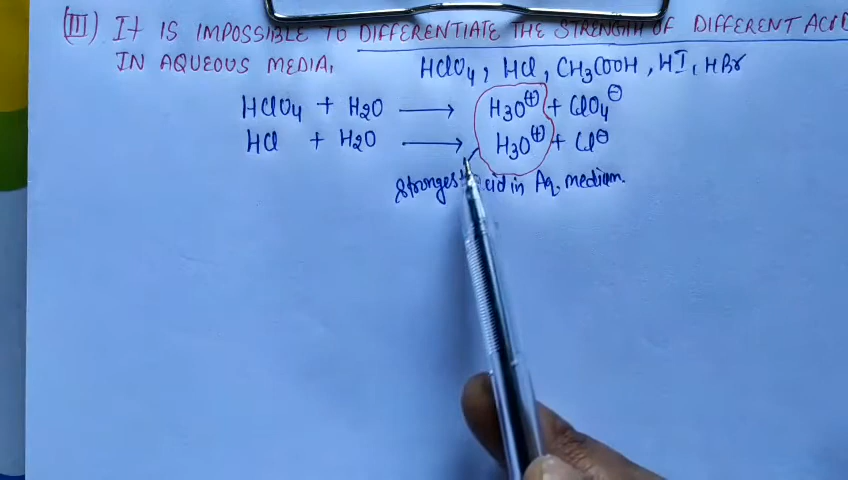 (III) It IS IMPOSSIBLE TO DIFFERENTIATE THE STRENGTH OF DIFFERENT ACID
IN AQUEOUS MEDIA. HClO₄, HCl, CH₃COOH, HI, HBr
HClO₄ + H₂O ⟶ H₃O⊕ + ClO₄⊖
HCl + H₂O ⟶ H₃O⊕ + Cl⊖
Strongest acid in Aq. medium.